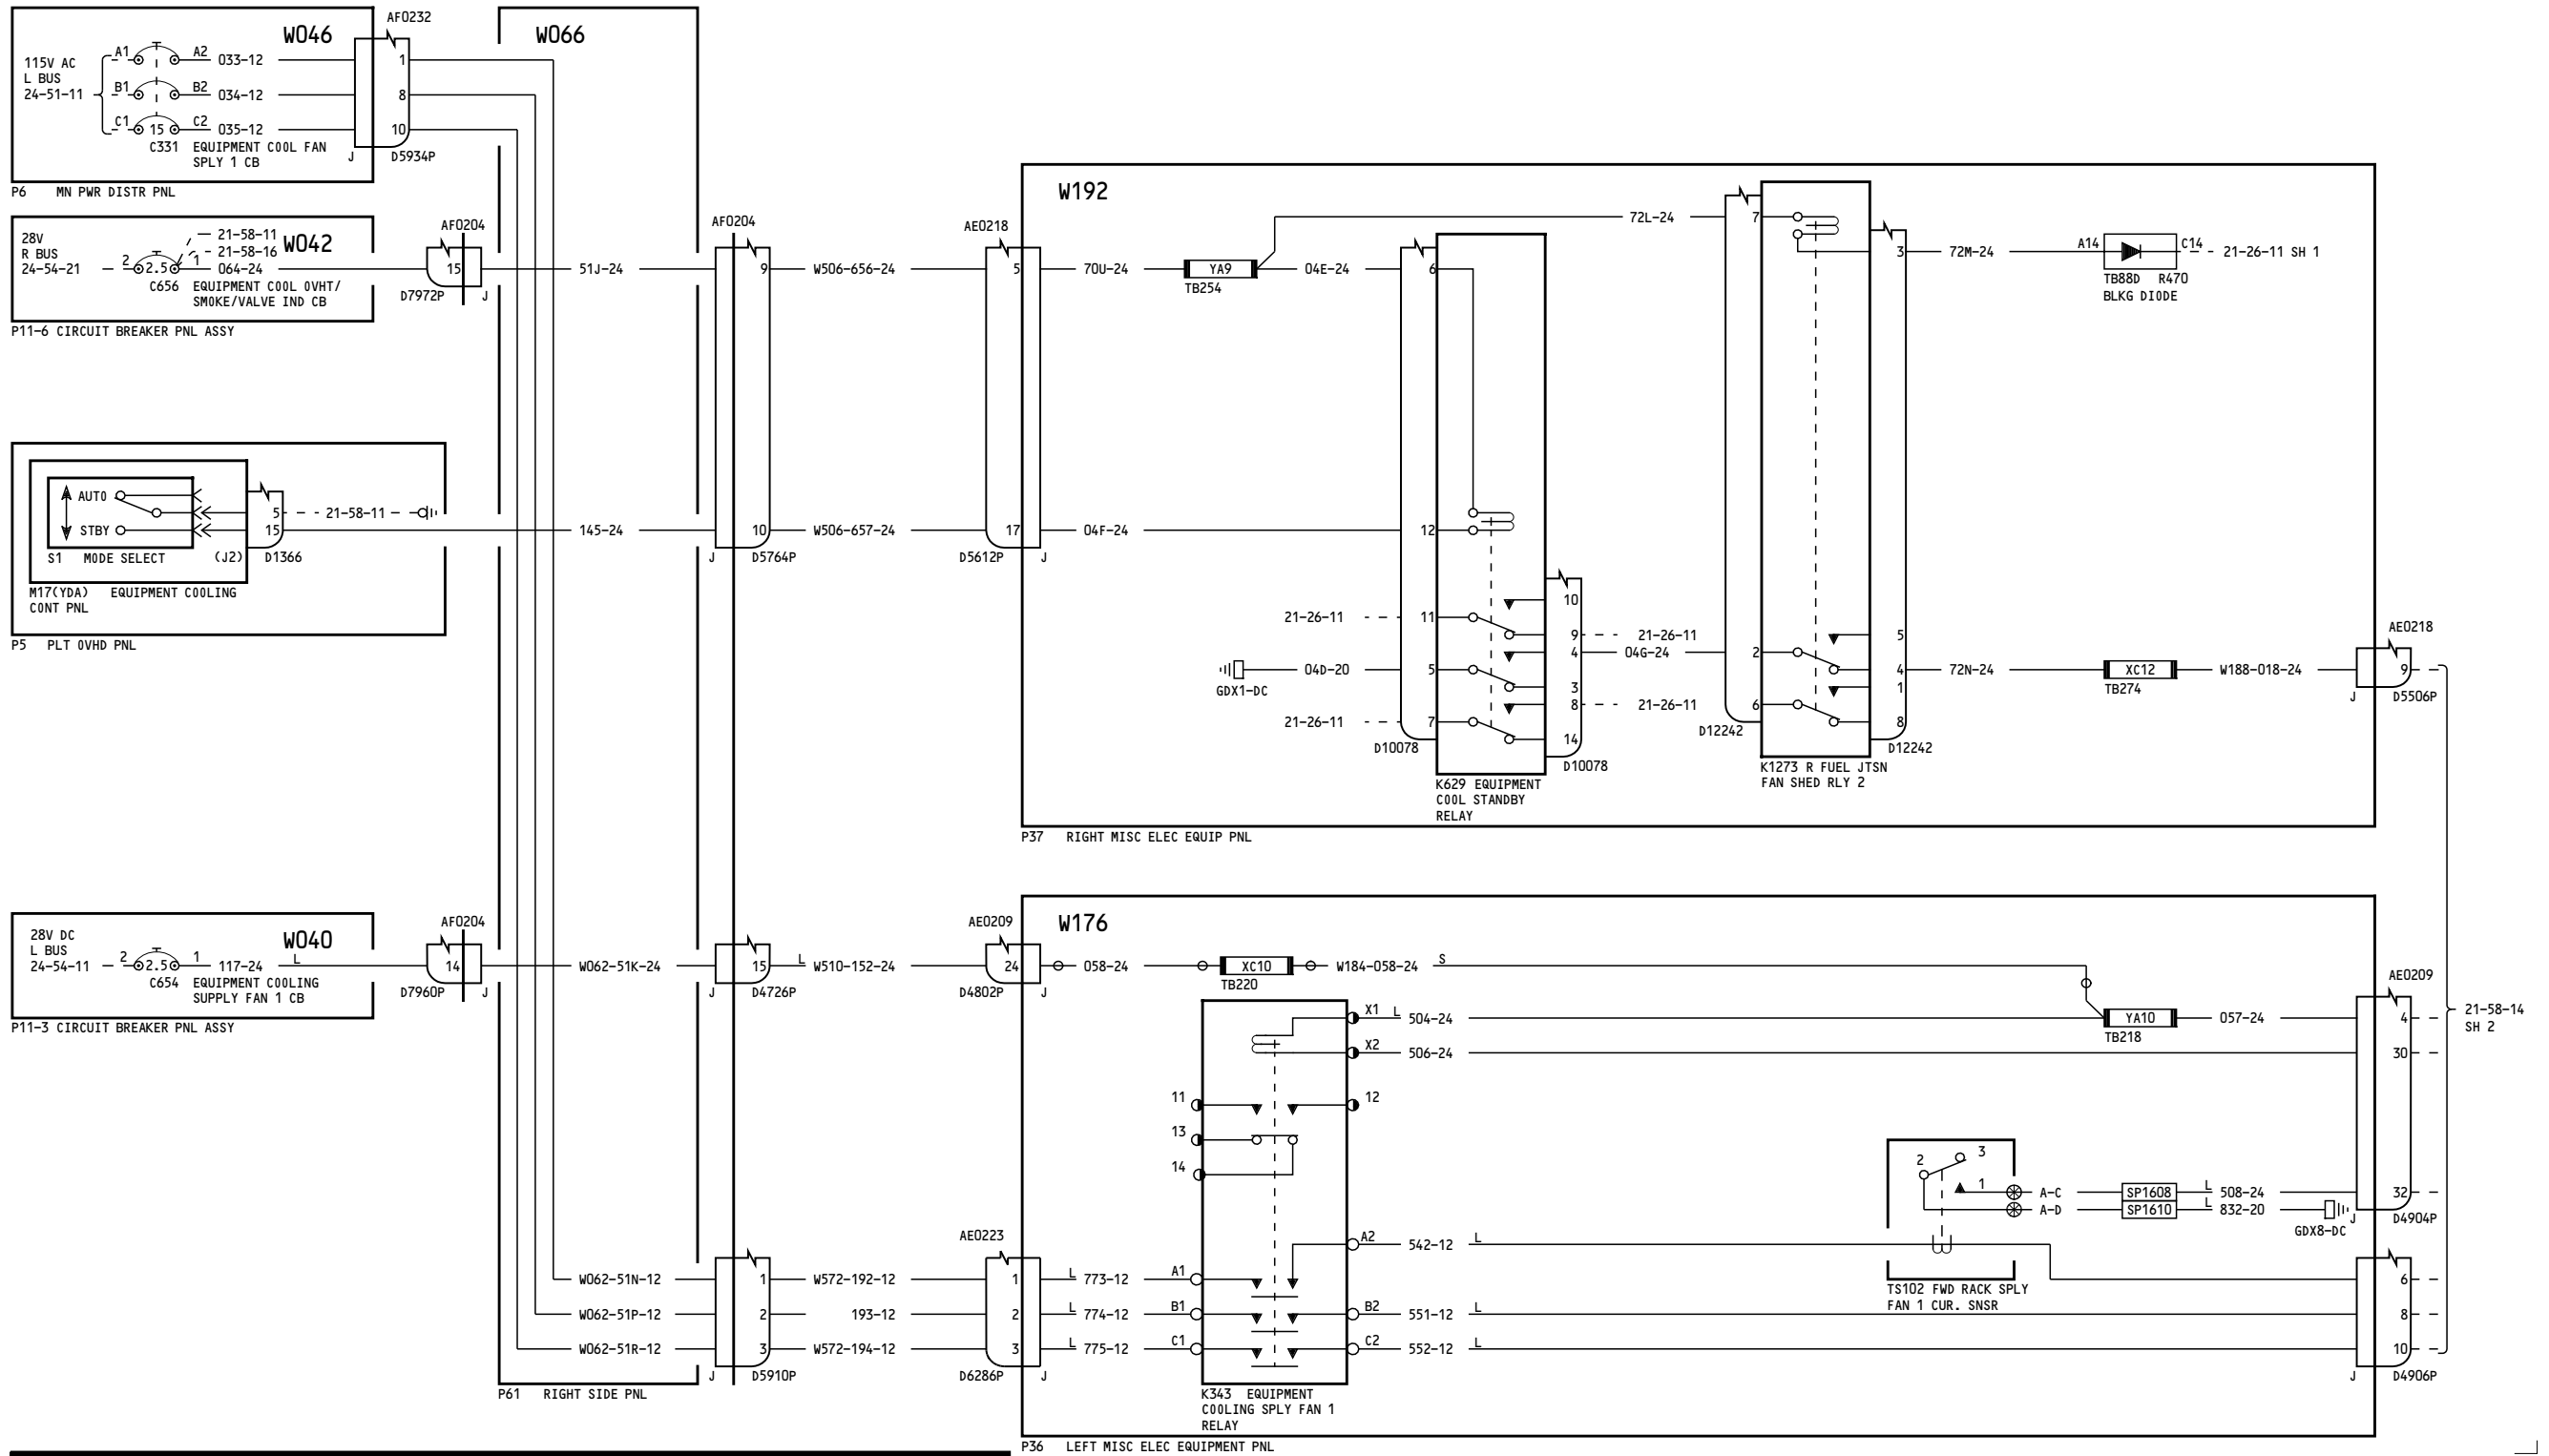 W046
AF0232
115V AC
L BUS
24-51-11
A1
A2
033-12
1
B1
B2
034-12
8
C1
15
C2
035-12
10
C331
EQUIPMENT COOL FAN
SPLY 1 CB
J
D5934P
P6
MN PWR DISTR PNL
W066
28V
R BUS
24-54-21
21-58-11
21-58-16
W042
2
2.5
1
064-24
C656
EQUIPMENT COOL OVHT/
SMOKE/VALVE IND CB
P11-6 CIRCUIT BREAKER PNL ASSY
AF0204
15
D7972P
J
51J-24
AF0204
9
W506-656-24
AE0218
5
W192
70U-24
YA9
TB254
04E-24
6
72L-24
7
3
72M-24
A14
C14
21-26-11 SH 1
TB88D
R470
BLKG DIODE
AUTO
STBY
S1
MODE SELECT
(J2)
5
21-58-11
15
D1366
M17(YDA)
EQUIPMENT COOLING
CONT PNL
P5
PLT OVHD PNL
145-24
10
J
D5764P
W506-657-24
17
D5612P
J
04F-24
12
21-26-11
11
10
9
21-26-11
4
04G-24
2
GDX1-DC
04D-20
5
3
8
21-26-11
21-26-11
7
14
D10078
D10078
K629 EQUIPMENT
COOL STANDBY
RELAY
6
5
4
1
8
D12242
D12242
K1273 R FUEL JTSN
FAN SHED RLY 2
72N-24
XC12
TB274
W188-018-24
AE0218
9
J
D5506P
P37
RIGHT MISC ELEC EQUIP PNL
28V DC
L BUS
24-54-11
W040
2
2.5
1
117-24
L
C654
EQUIPMENT COOLING
SUPPLY FAN 1 CB
P11-3 CIRCUIT BREAKER PNL ASSY
AF0204
14
D7960P
J
W062-51K-24
15
J
D4726P
L
W510-152-24
AE0209
24
D4802P
J
W176
058-24
XC10
TB220
W184-058-24
S
X1
L
504-24
YA10
TB218
057-24
AE0209
4
21-58-14
SH 2
X2
506-24
30
11
12
13
14
2
3
1
A-C
SP1608
L
508-24
32
A-D
SP1610
L
832-20
GDX8-DC
J
D4904P
A2
542-12
L
TS102 FWD RACK SPLY
FAN 1 CUR. SNSR
W062-51N-12
1
W572-192-12
AE0223
1
L
773-12
A1
6
W062-51P-12
2
193-12
2
L
774-12
B1
B2
551-12
L
8
W062-51R-12
3
W572-194-12
3
L
775-12
C1
C2
552-12
L
10
J
D5910P
D6286P
J
J
D4906P
P61
RIGHT SIDE PNL
K343
EQUIPMENT
COOLING SPLY FAN 1
RELAY
P36
LEFT MISC ELEC EQUIPMENT PNL